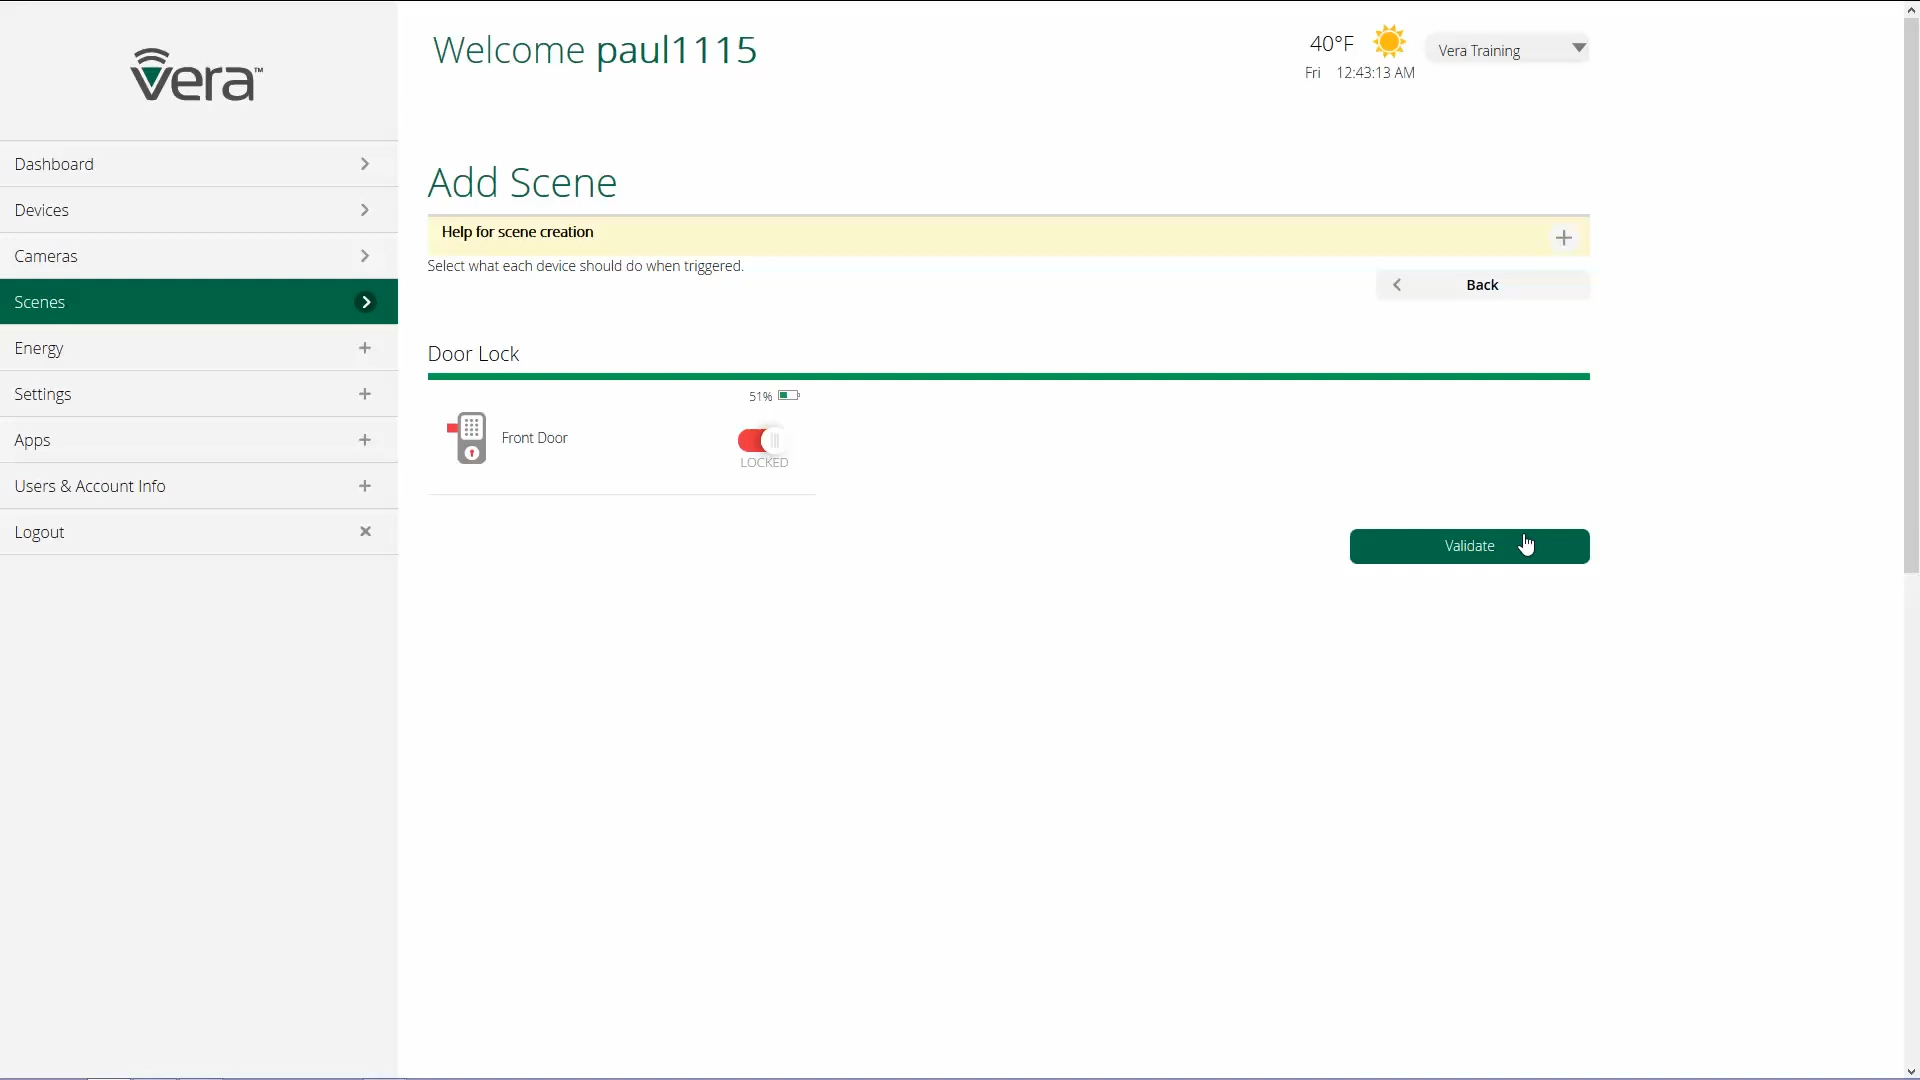 vera™
Welcome paul1115
40°F
Fri 12:43:13 AM
Vera Training
Dashboard
Devices
Cameras
Scenes
Energy
Settings
Apps
Users & Account Info
Logout
Add Scene
Help for scene creation
Select what each device should do when triggered.
Back
Door Lock
51%
Front Door
LOCKED
Validate